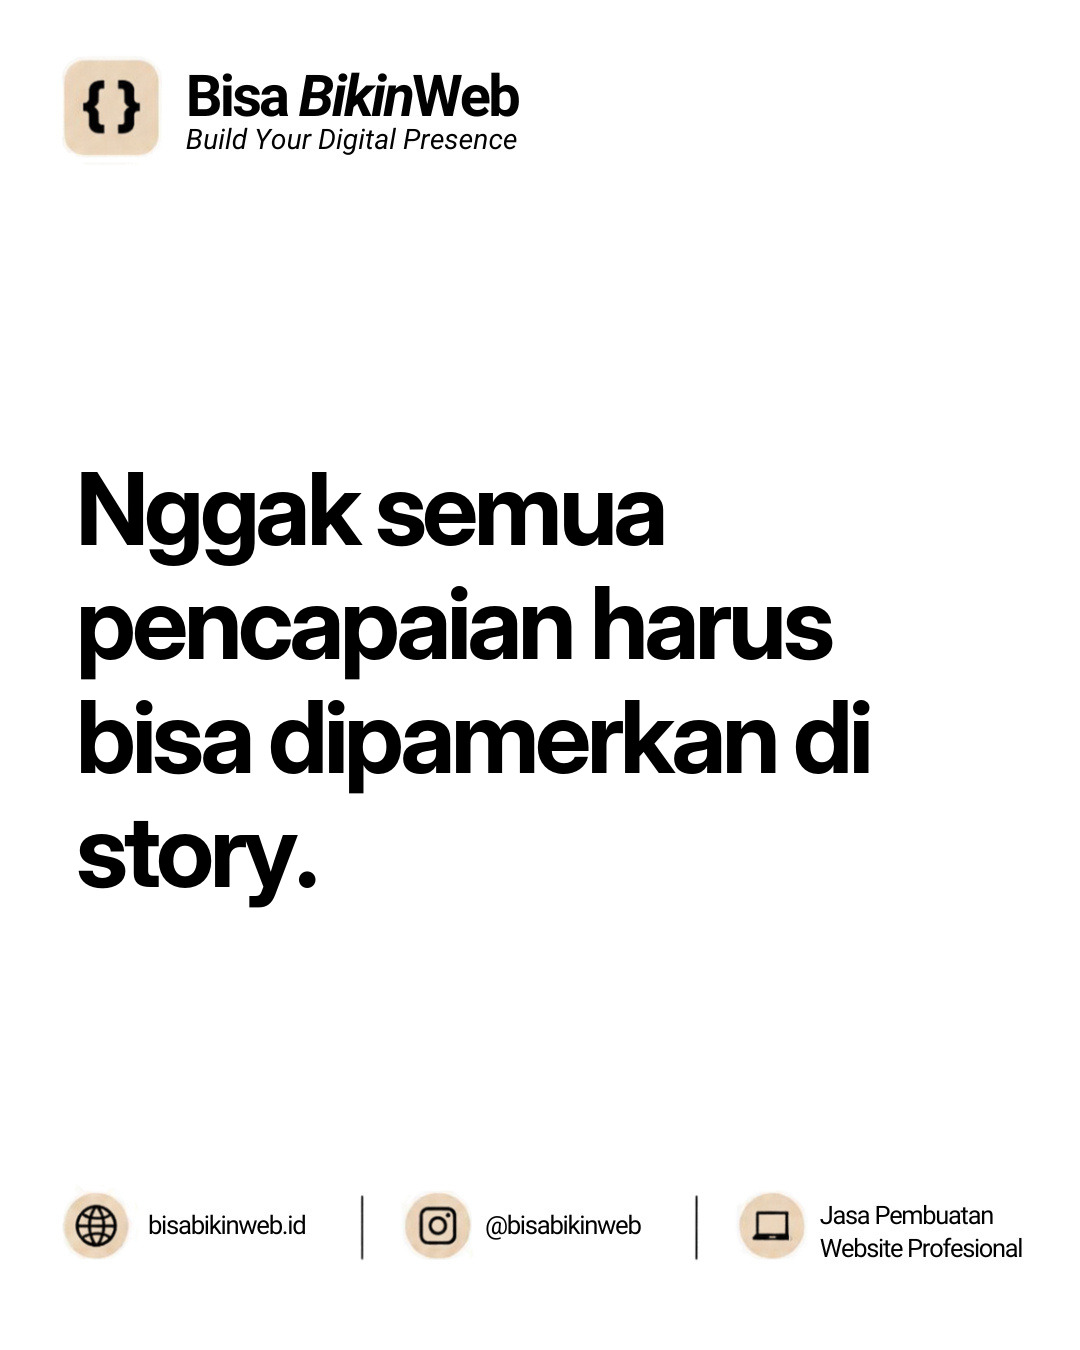 { }
Bisa BikinWeb
Build Your Digital Presence
Nggak semua
pencapaian harus
bisa dipamerkan di
story.
bisabikinweb.id
@bisabikinweb
Jasa Pembuatan
Website Profesional